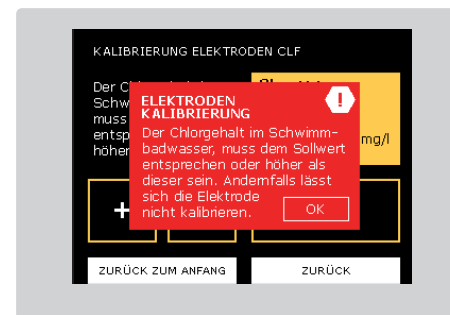 KALIBRIERUNG ELEKTRODEN CLF
Der
Schw
muss
entsp
höher
mg/l
ELEKTRODEN
KALIBRIERUNG
!
Der Chlorgehalt im Schwimm-
badwasser, muss dem Sollwert
entsprechen oder höher als
dieser sein. Andernfalls lässt
sich die Elektrode
nicht kalibrieren.
OK
+
ZURÜCK ZUM ANFANG
ZURÜCK